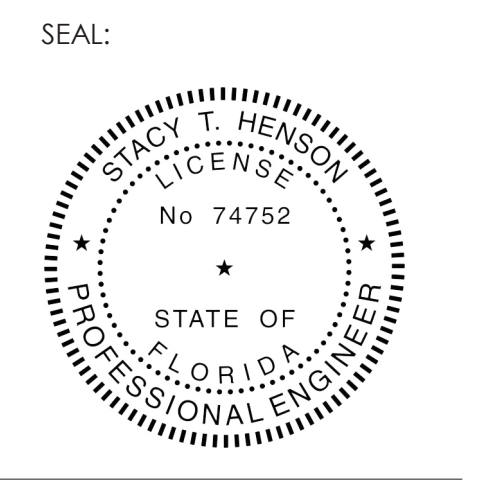 SEAL:
STACY T. HENSON
LICENSE
No 74752
STATE OF
FLORIDA
PROFESSIONAL ENGINEER